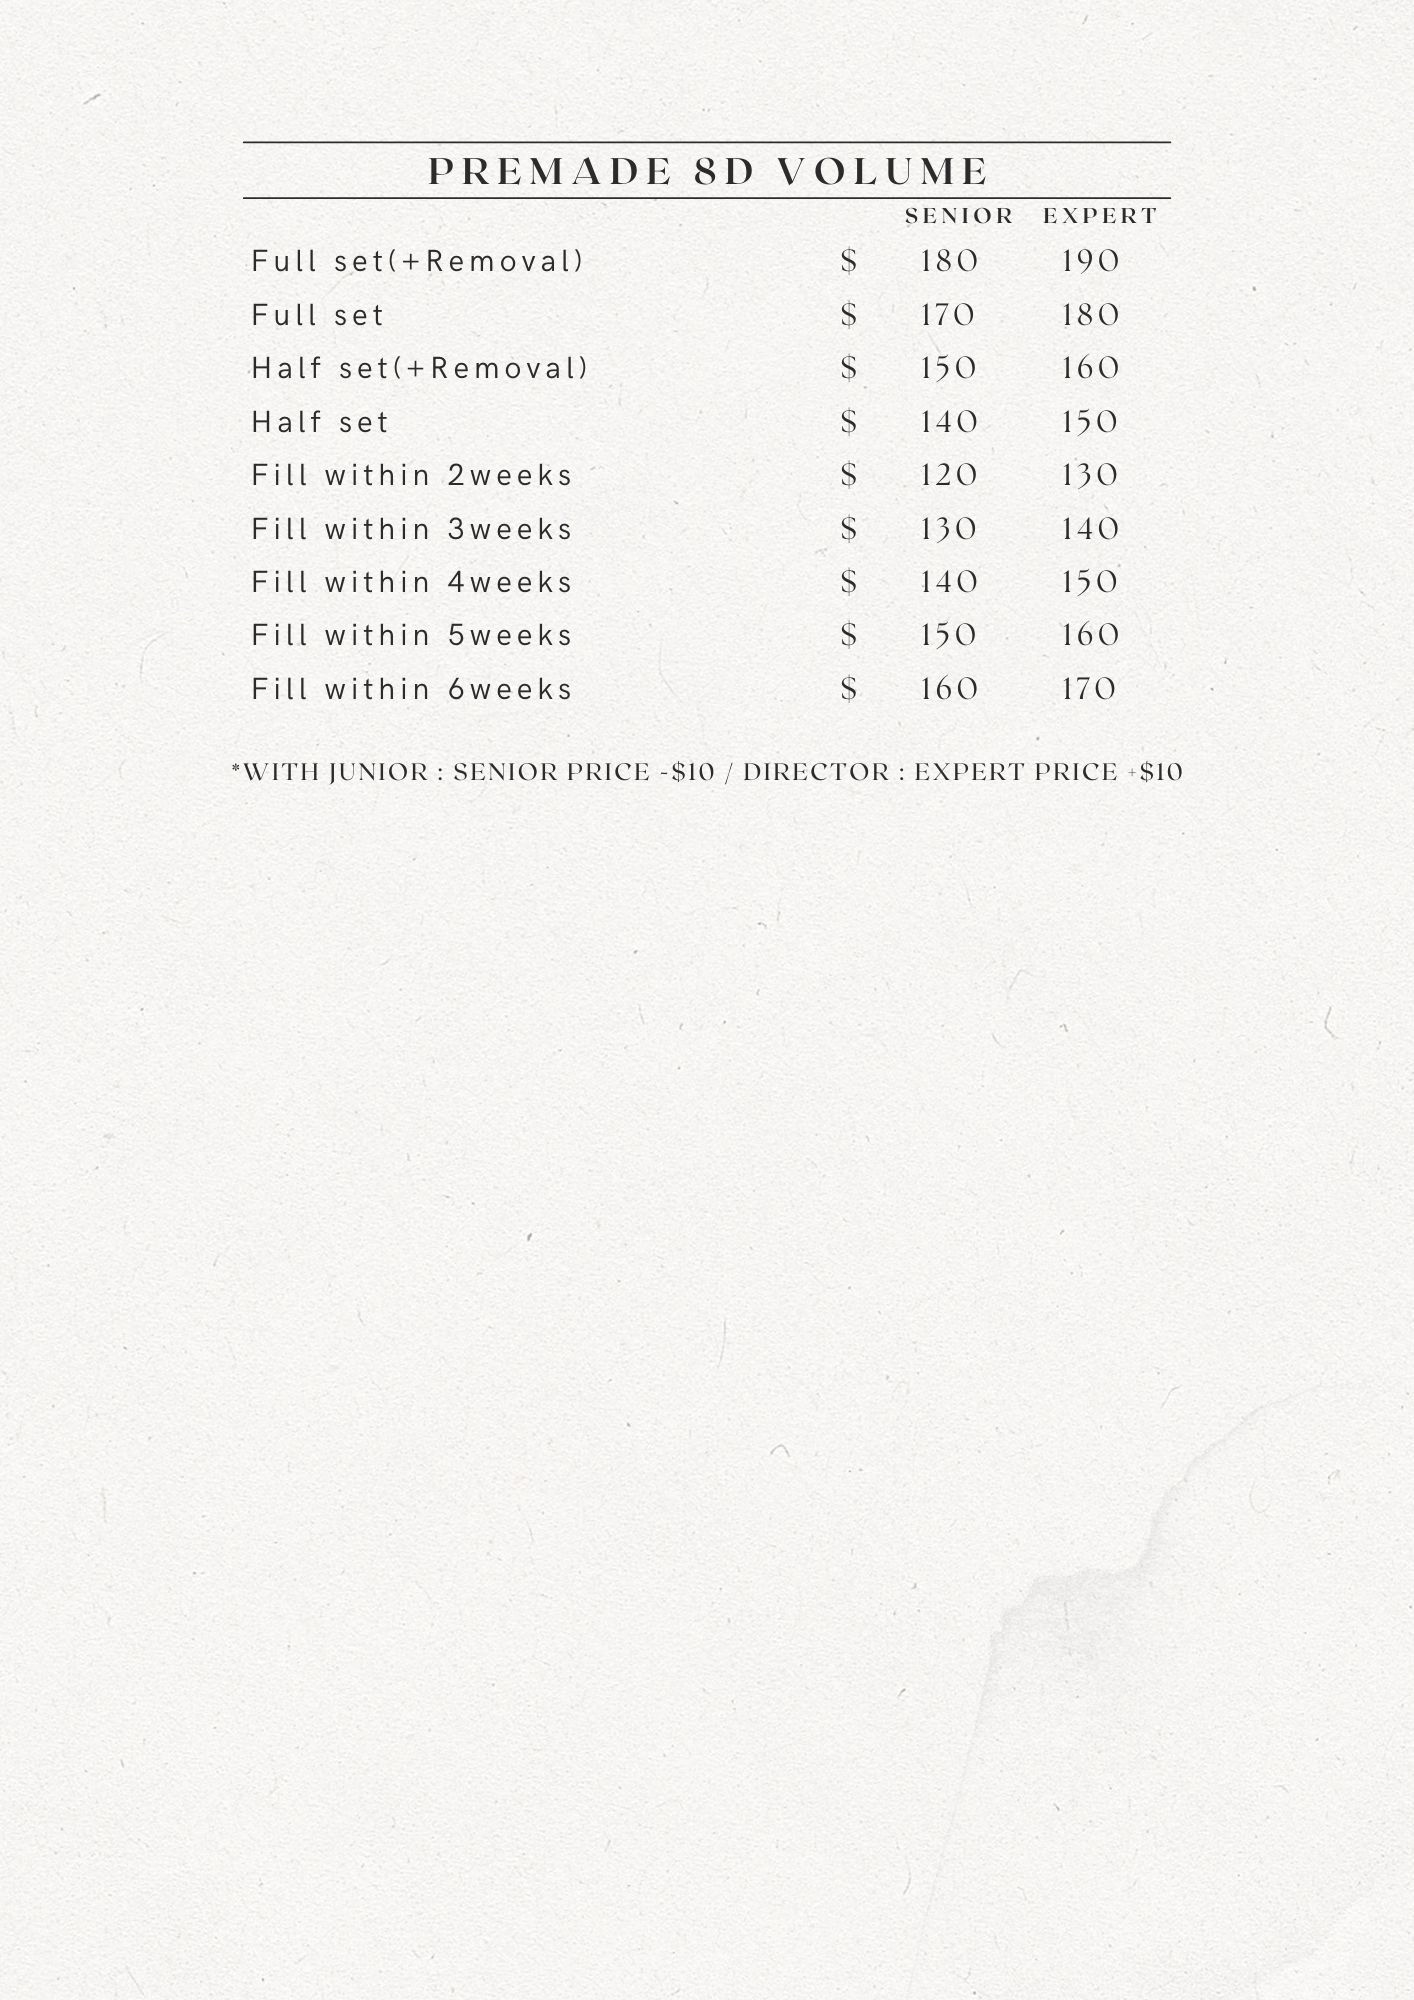 PREMADE 8D VOLUME
SENIOR EXPERT
Full set(+Removal) $ 180 190
Full set $ 170 180
Half set(+Removal) $ 150 160
Half set $ 140 150
Fill within 2weeks $ 120 130
Fill within 3weeks $ 130 140
Fill within 4weeks $ 140 150
Fill within 5weeks $ 150 160
Fill within 6weeks $ 160 170
*WITH JUNIOR : SENIOR PRICE -$10 / DIRECTOR : EXPERT PRICE +$10